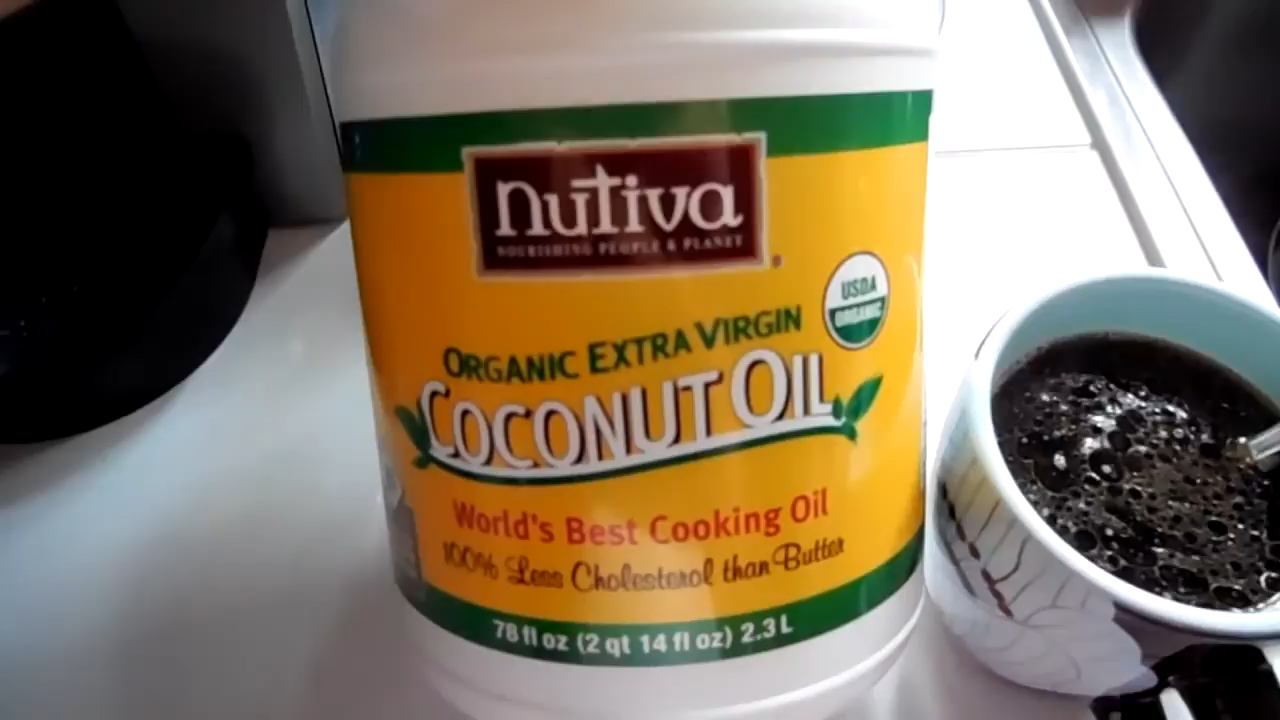 nutiva
NOURISHING PEOPLE & PLANET
USDA
ORGANIC
ORGANIC EXTRA VIRGIN
COCONUT OIL
World's Best Cooking Oil
100% Less Cholesterol than Butter
78 fl oz (2 qt 14 fl oz) 2.3 L